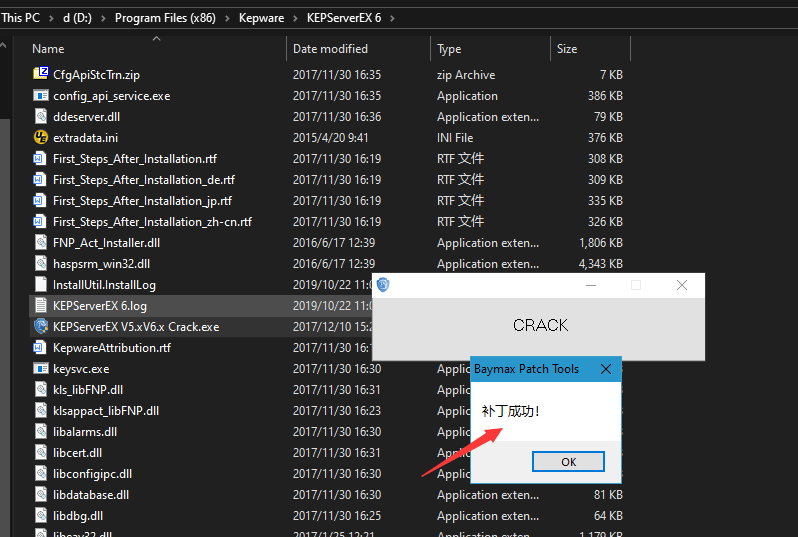 This PC > d (D:) > Program Files (x86) > Kepware > KEPServerEX 6 >
Name Date modified Type Size
CfgApiStcTrn.zip 2017/11/30 16:35 zip Archive 7 KB
config_api_service.exe 2017/11/30 16:35 Application 386 KB
ddeserver.dll 2017/11/30 16:36 Application exten... 79 KB
extradata.ini 2015/4/20 9:41 INI File 376 KB
First_Steps_After_Installation.rtf 2017/11/30 16:19 RTF 文件 308 KB
First_Steps_After_Installation_de.rtf 2017/11/30 16:19 RTF 文件 309 KB
First_Steps_After_Installation_jp.rtf 2017/11/30 16:19 RTF 文件 335 KB
First_Steps_After_Installation_zh-cn.rtf 2017/11/30 16:19 RTF 文件 326 KB
FNP_Act_Installer.dll 2016/6/17 12:39 Application exten... 1,806 KB
haspsrm_win32.dll 2016/6/17 12:39 Application exten... 4,343 KB
InstallUtil.InstallLog 2019/10/22 11:0
KEPServerEX 6.log 2019/10/22 11:0
KEPServerEX V5.xV6.x Crack.exe 2017/12/10 15:2
CRACK
KepwareAttribution.rtf 2017/11/30 16:1
keysvc.exe 2017/11/30 16:30
Baymax Patch Tools
kls_libFNP.dll 2017/11/30 16:31 Applic
klsappact_libFNP.dll 2017/11/30 16:23 Applic
补丁成功!
libalarms.dll 2017/11/30 16:30 Applic
libcert.dll 2017/11/30 16:31 Applic
OK
libconfigipc.dll 2017/11/30 16:30 Applic
libdatabase.dll 2017/11/30 16:30 Application exten... 81 KB
libdbg.dll 2017/11/30 16:25 Application exten... 64 KB